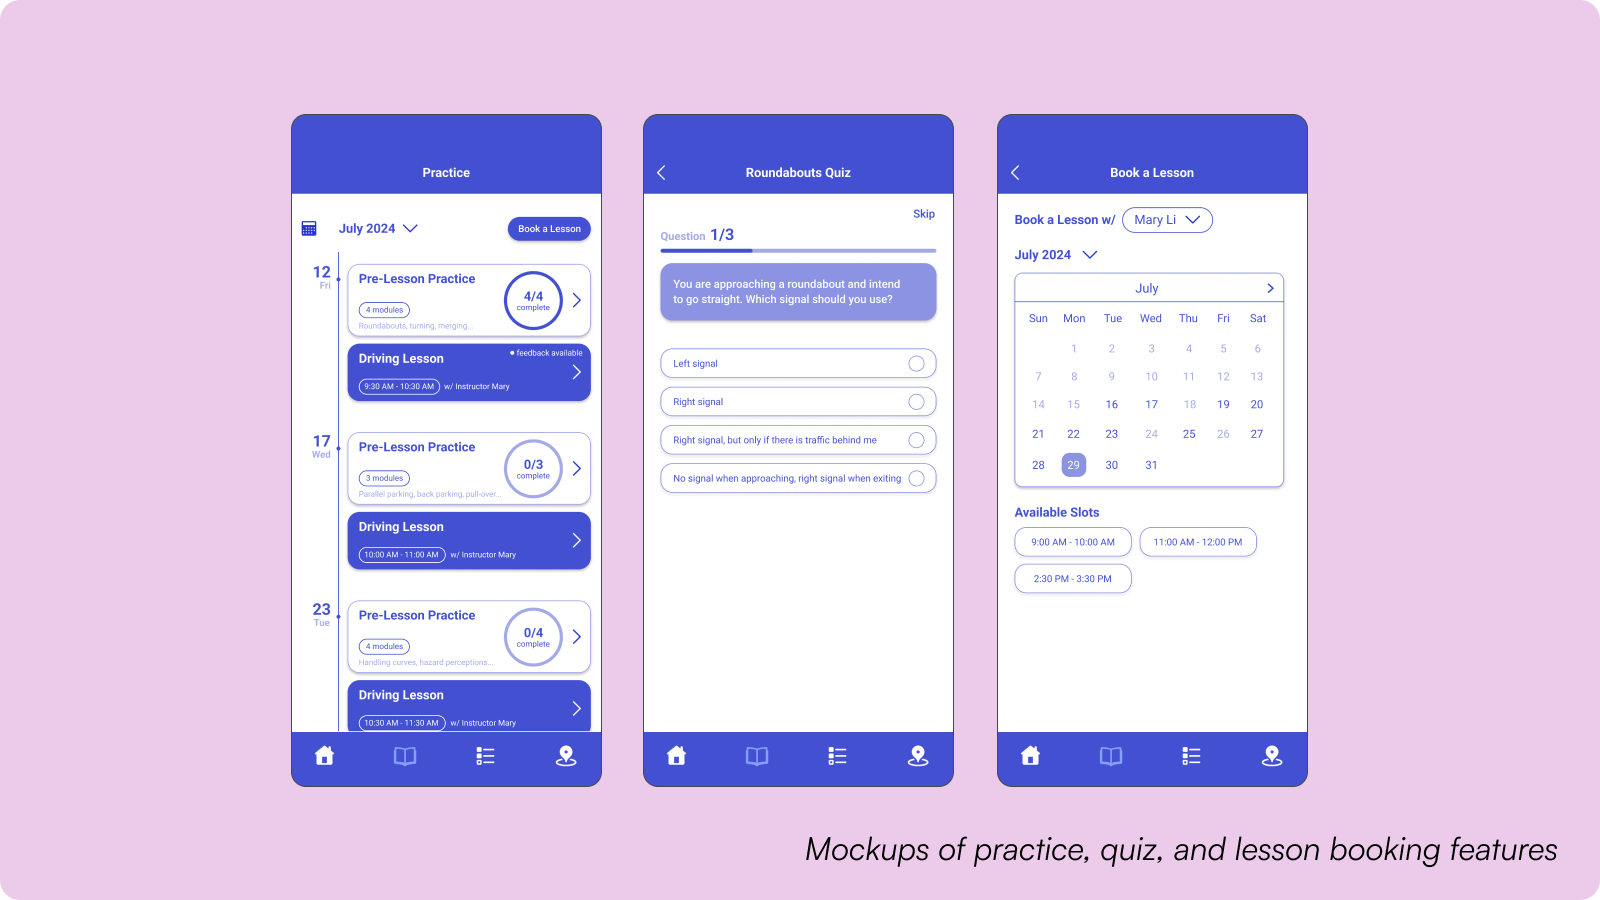 Practice
July 2024
Book a Lesson
12
Fri
Pre-Lesson Practice
4 modules
Roundabouts, turning, merging...
4/4
complete
Driving Lesson
feedback available
9:30 AM - 10:30 AM
w/ Instructor Mary
17
Wed
Pre-Lesson Practice
3 modules
Parallel parking, back parking, pull-over...
0/3
complete
Driving Lesson
10:00 AM - 11:00 AM
w/ Instructor Mary
23
Tue
Pre-Lesson Practice
4 modules
Handling curves, hazard perceptions...
0/4
complete
Driving Lesson
10:30 AM - 11:30 AM
w/ Instructor Mary
Roundabouts Quiz
Skip
Question 1/3
You are approaching a roundabout and intend
to go straight. Which signal should you use?
Left signal
Right signal
Right signal, but only if there is traffic behind me
No signal when approaching, right signal when exiting
Book a Lesson
Book a Lesson w/ Mary Li
July 2024
July
Sun Mon Tue Wed Thu Fri Sat
1 2 3 4 5 6
7 8 9 10 11 12 13
14 15 16 17 18 19 20
21 22 23 24 25 26 27
28 29 30 31
Available Slots
9:00 AM - 10:00 AM
11:00 AM - 12:00 PM
2:30 PM - 3:30 PM
Mockups of practice, quiz, and lesson booking features